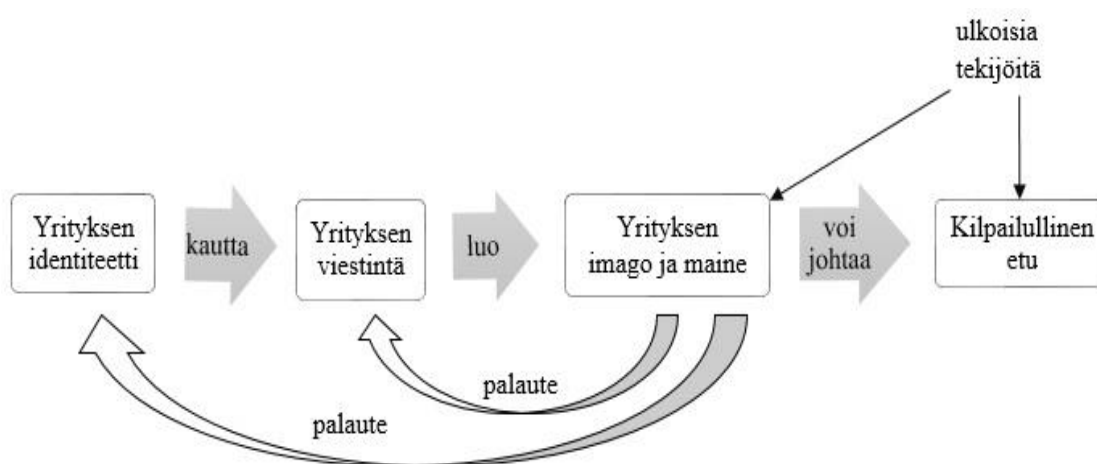 ulkoisia
tekijöitä
Yrityksen
identiteetti
kautta
Yrityksen
viestintä
luo
Yrityksen
imago ja maine
voi
johtaa
Kilpailullinen
etu
palaute
palaute